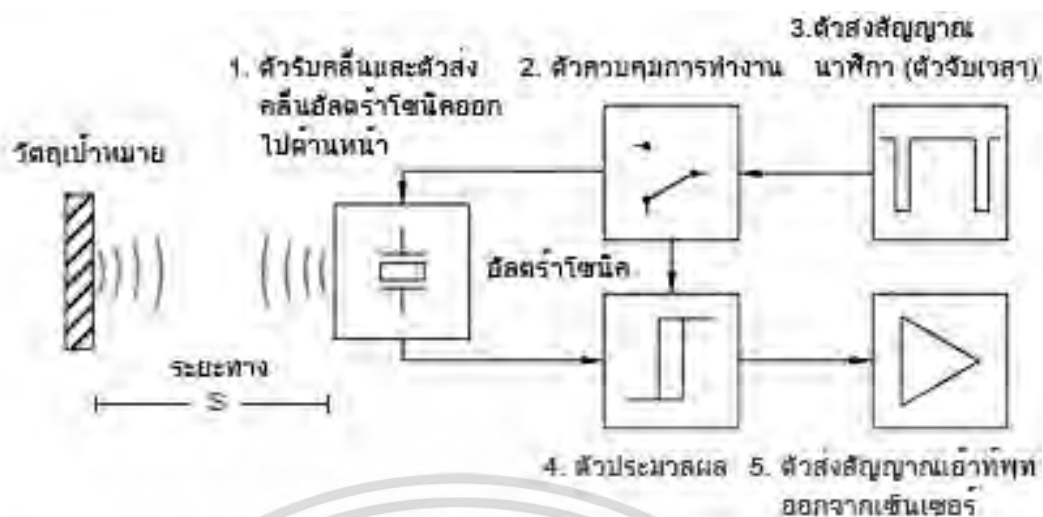 3.ตัวส่งสัญญาณ
1. ตัวรับคลื่นและตัวส่ง
2. ตัวควบคุมการทำงาน
นาฬิกา (ตัวจับเวลา)
คลื่นอัลตร้าโซนิคออก
ไปด้านหน้า
วัตถุเป้าหมาย
อัลตร้าโซนิค
ระยะทาง
S
4. ตัวประมวลผล
5. ตัวส่งสัญญาณเอ้าท์พุท
ออกจากเซ็นเซอร์